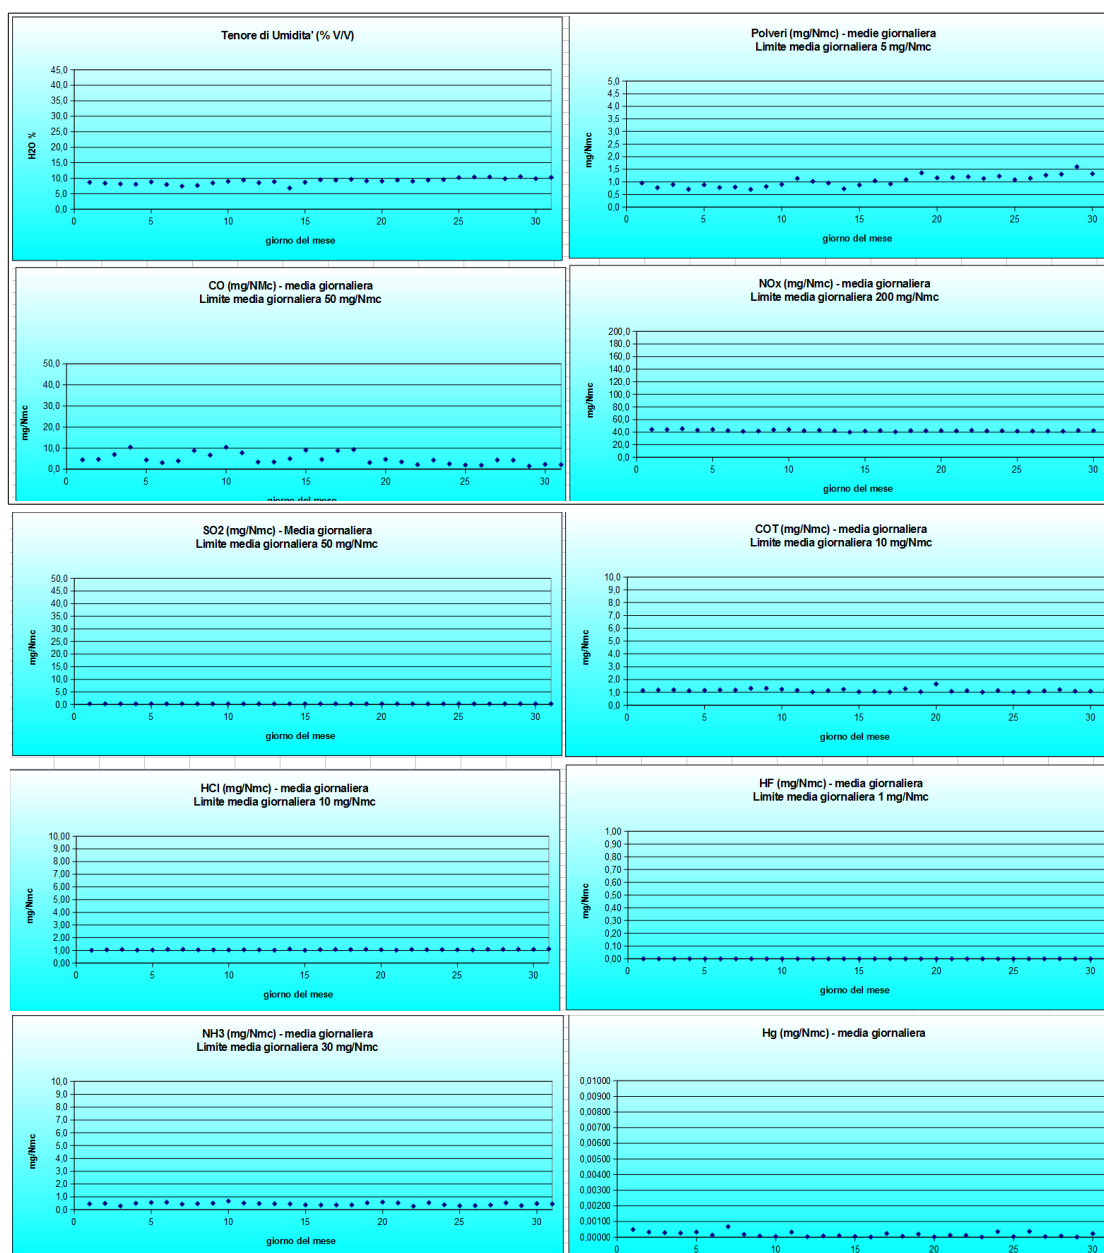 Tenore di Umidita' (% V/V)
45,0
40,0
35,0
30,0
25,0
20,0
15,0
10,0
5,0
0,0
H2O %
0 5 10 15 20 25 30
giorno del mese
Polveri (mg/Nmc) - medie giornaliera
Limite media giornaliera 5 mg/Nmc
5,0
4,5
4,0
3,5
3,0
2,5
2,0
1,5
1,0
0,5
0,0
mg/Nmc
0 5 10 15 20 25 30
giorno del mese
CO (mg/NMc) - media giornaliera
Limite media giornaliera 50 mg/Nmc
50,0
40,0
30,0
20,0
10,0
0,0
mg/Nmc
0 5 10 15 20 25 30
giorno del mese
NOx (mg/Nmc) - media giornaliera
Limite media giornaliera 200 mg/Nmc
200,0
180,0
160,0
140,0
120,0
100,0
80,0
60,0
40,0
20,0
0,0
mg/Nmc
0 5 10 15 20 25 30
giorno del mese
SO2 (mg/Nmc) - Media giornaliera
Limite media giornaliera 50 mg/Nmc
50,0
45,0
40,0
35,0
30,0
25,0
20,0
15,0
10,0
5,0
0,0
mg/Nmc
0 5 10 15 20 25 30
giorno del mese
COT (mg/Nmc) - media giornaliera
Limite media giornaliera 10 mg/Nmc
10,0
9,0
8,0
7,0
6,0
5,0
4,0
3,0
2,0
1,0
0,0
mg/Nmc
0 5 10 15 20 25 30
giorno del mese
HCl (mg/Nmc) - media giornaliera
Limite media giornaliera 10 mg/Nmc
10,00
9,00
8,00
7,00
6,00
5,00
4,00
3,00
2,00
1,00
0,00
mg/Nmc
0 5 10 15 20 25 30
giorno del mese
HF (mg/Nmc) - media giornaliera
Limite media giornaliera 1 mg/Nmc
1,00
0,90
0,80
0,70
0,60
0,50
0,40
0,30
0,20
0,10
0,00
mg/Nmc
0 5 10 15 20 25 30
giorno del mese
NH3 (mg/Nmc) - media giornaliera
Limite media giornaliera 30 mg/Nmc
10,0
9,0
8,0
7,0
6,0
5,0
4,0
3,0
2,0
1,0
0,0
mg/Nmc
0 5 10 15 20 25 30
giorno del mese
Hg (mg/Nmc) - media giornaliera
0,01000
0,00900
0,00800
0,00700
0,00600
0,00500
0,00400
0,00300
0,00200
0,00100
0,00000
mg/Nmc
0 5 10 15 20 25 30